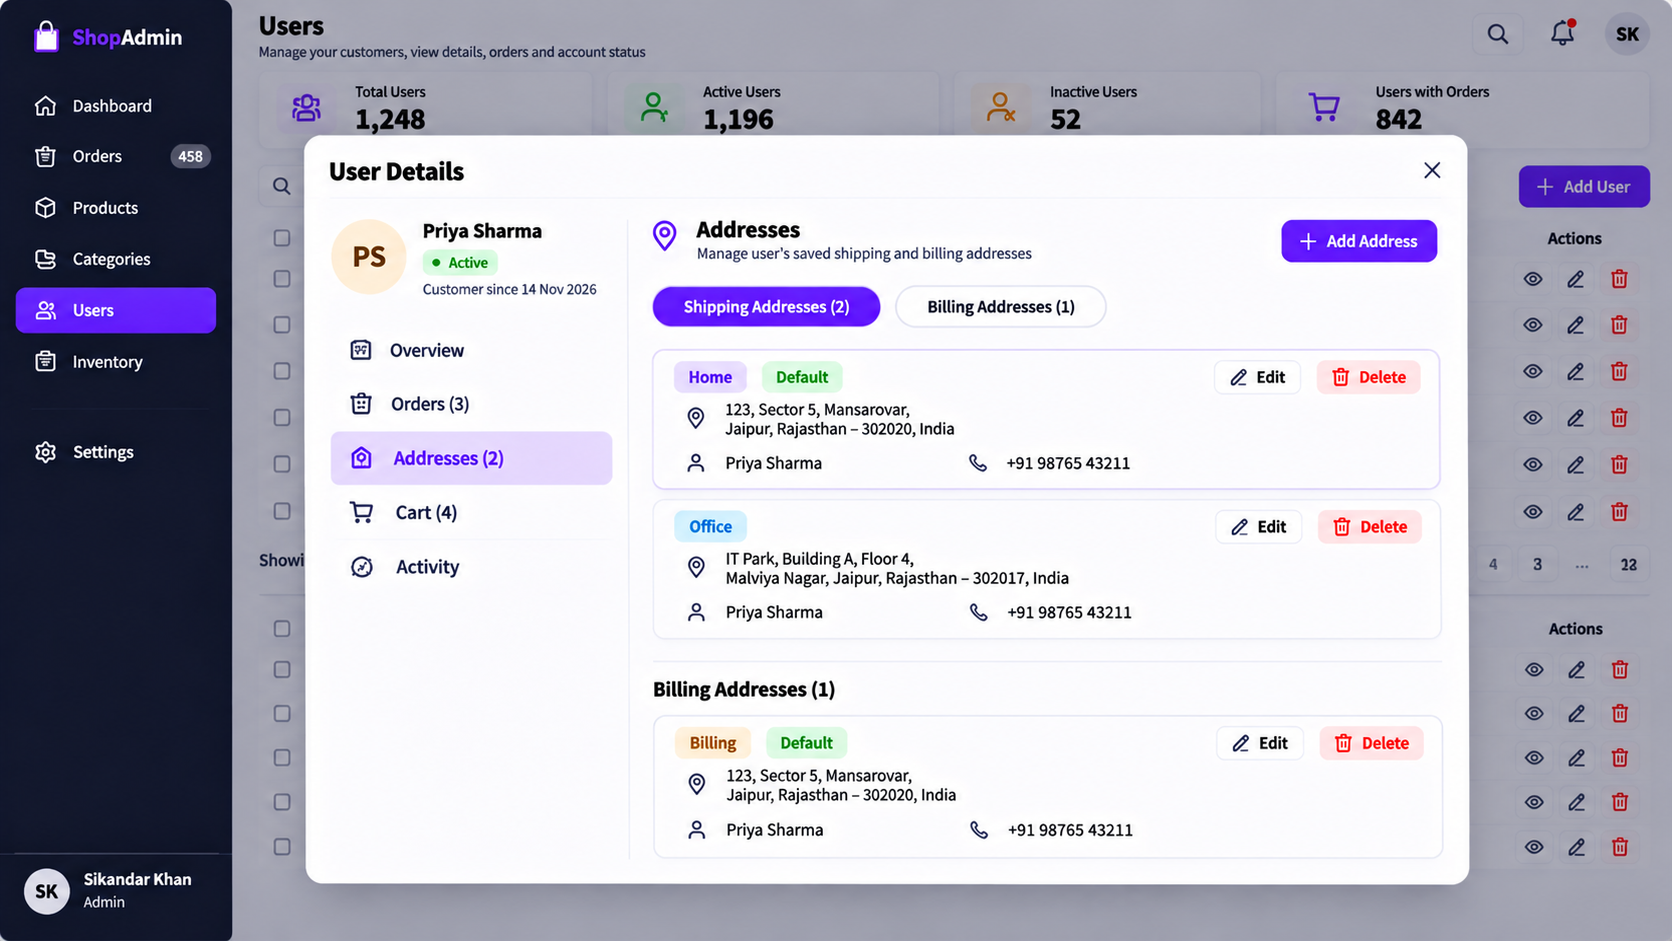 ShopAdmin
Dashboard
Orders 458
Products
Categories
Users
Inventory
Settings
SK
Sikandar Khan
Admin
Users
Manage your customers, view details, orders and account status
SK
Total Users
1,248
Active Users
1,196
Inactive Users
52
Users with Orders
842
Add User
Actions
Showi
4 3 ... 23
Actions
User Details
PS
Priya Sharma
Active
Customer since 14 Nov 2026
Overview
Orders (3)
Addresses (2)
Cart (4)
Activity
Addresses
Manage user's saved shipping and billing addresses
Add Address
Shipping Addresses (2) Billing Addresses (1)
Home Default Edit Delete
123, Sector 5, Mansarovar,
Jaipur, Rajasthan – 302020, India
Priya Sharma +91 98765 43211
Office Edit Delete
IT Park, Building A, Floor 4,
Malviya Nagar, Jaipur, Rajasthan – 302017, India
Priya Sharma +91 98765 43211
Billing Addresses (1)
Billing Default Edit Delete
123, Sector 5, Mansarovar,
Jaipur, Rajasthan – 302020, India
Priya Sharma +91 98765 43211